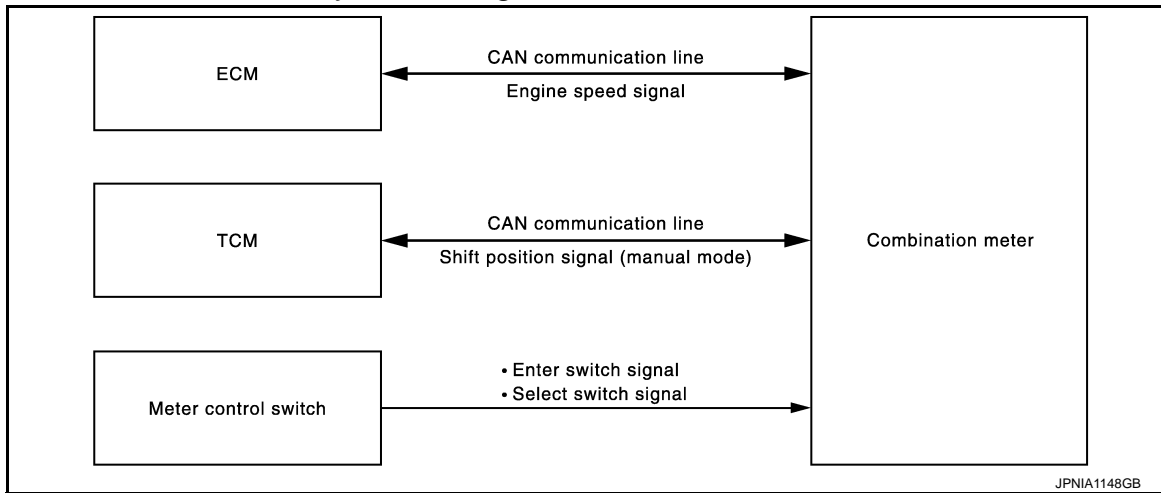 ECM
CAN communication line
Engine speed signal
TCM
CAN communication line
Shift position signal (manual mode)
Combination meter
Meter control switch
• Enter switch signal
• Select switch signal
JPNIA1148GB